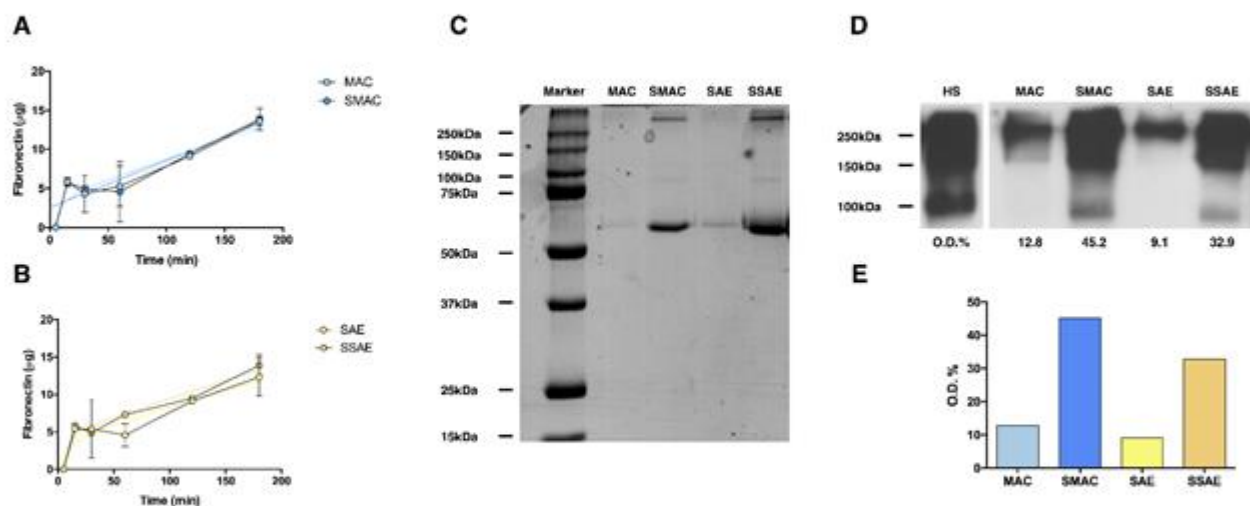 A
Fibronectin (µg)
20
15
10
5
0
0 50 100 150 200
Time (min)
MAC
SMAC
B
Fibronectin (µg)
20
15
10
5
0
0 50 100 150 200
Time (min)
SAE
SSAE
C
Marker MAC SMAC SAE SSAE
250kDa
150kDa
100kDa
75kDa
50kDa
37kDa
25kDa
15kDa
D
HS MAC SMAC SAE SSAE
250kDa
150kDa
100kDa
O.D.% 12.8 45.2 9.1 32.9
E
O.D. %
50
40
30
20
10
0
MAC SMAC SAE SSAE